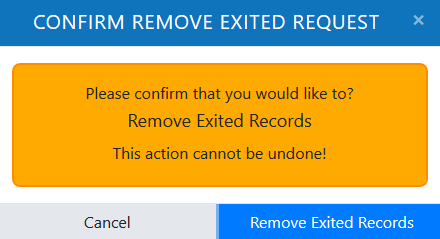 CONFIRM REMOVE EXITED REQUEST ×
Please confirm that you would like to?
Remove Exited Records
This action cannot be undone!
Cancel Remove Exited Records